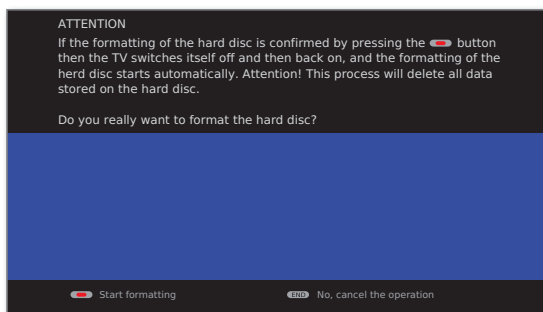 ATTENTION
If the formatting of the hard disc is confirmed by pressing the button
then the TV switches itself off and then back on, and the formatting of the
herd disc starts automatically. Attention! This process will delete all data
stored on the hard disc.
Do you really want to format the hard disc?
Start formatting END No, cancel the operation